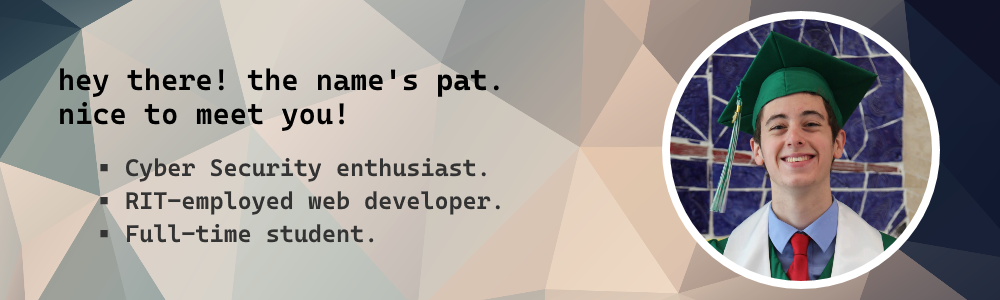 hey there! the name's pat.
nice to meet you!
▪ Cyber Security enthusiast.
▪ RIT-employed web developer.
▪ Full-time student.